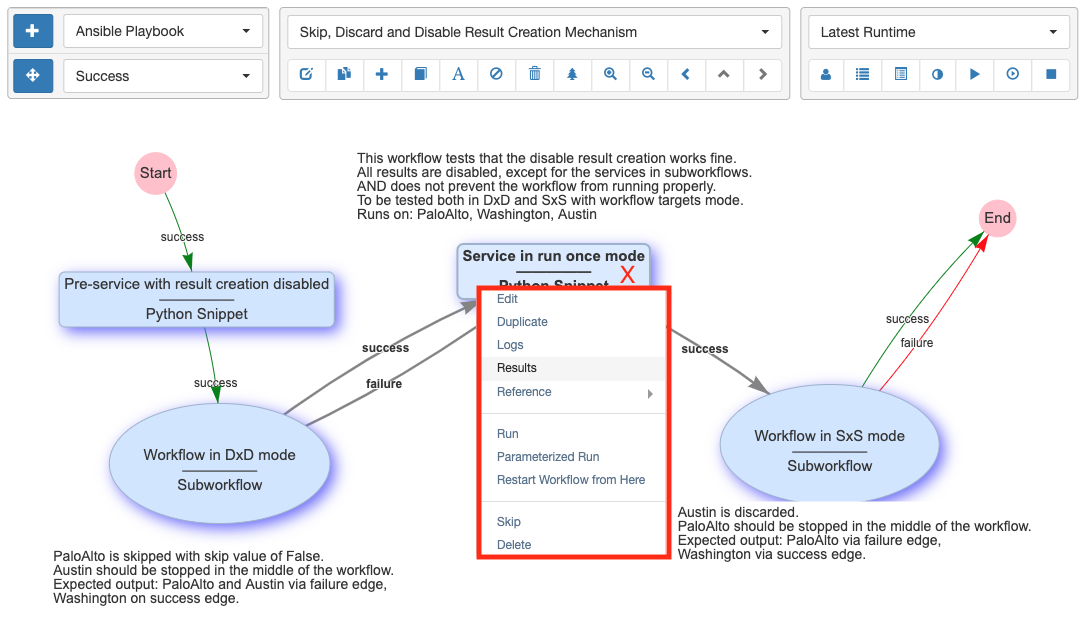 Ansible Playbook
Success
Skip, Discard and Disable Result Creation Mechanism
A
Latest Runtime
This workflow tests that the disable result creation works fine.
All results are disabled, except for the services in subworkflows.
AND does not prevent the workflow from running properly.
To be tested both in DxD and SxS with workflow targets mode.
Runs on: PaloAlto, Washington, Austin
Start
success
Pre-service with result creation disabled
Python Snippet
success
Workflow in DxD mode
Subworkflow
success
failure
Service in run once mode
Python Snippet
X
Edit
Duplicate
Logs
Results
Reference
Run
Parameterized Run
Restart Workflow from Here
Skip
Delete
success
Workflow in SxS mode
Subworkflow
success
failure
End
Austin is discarded.
PaloAlto should be stopped in the middle of the workflow.
Expected output: PaloAlto via failure edge,
Washington via success edge.
PaloAlto is skipped with skip value of False.
Austin should be stopped in the middle of the workflow.
Expected output: PaloAlto and Austin via failure edge,
Washington on success edge.